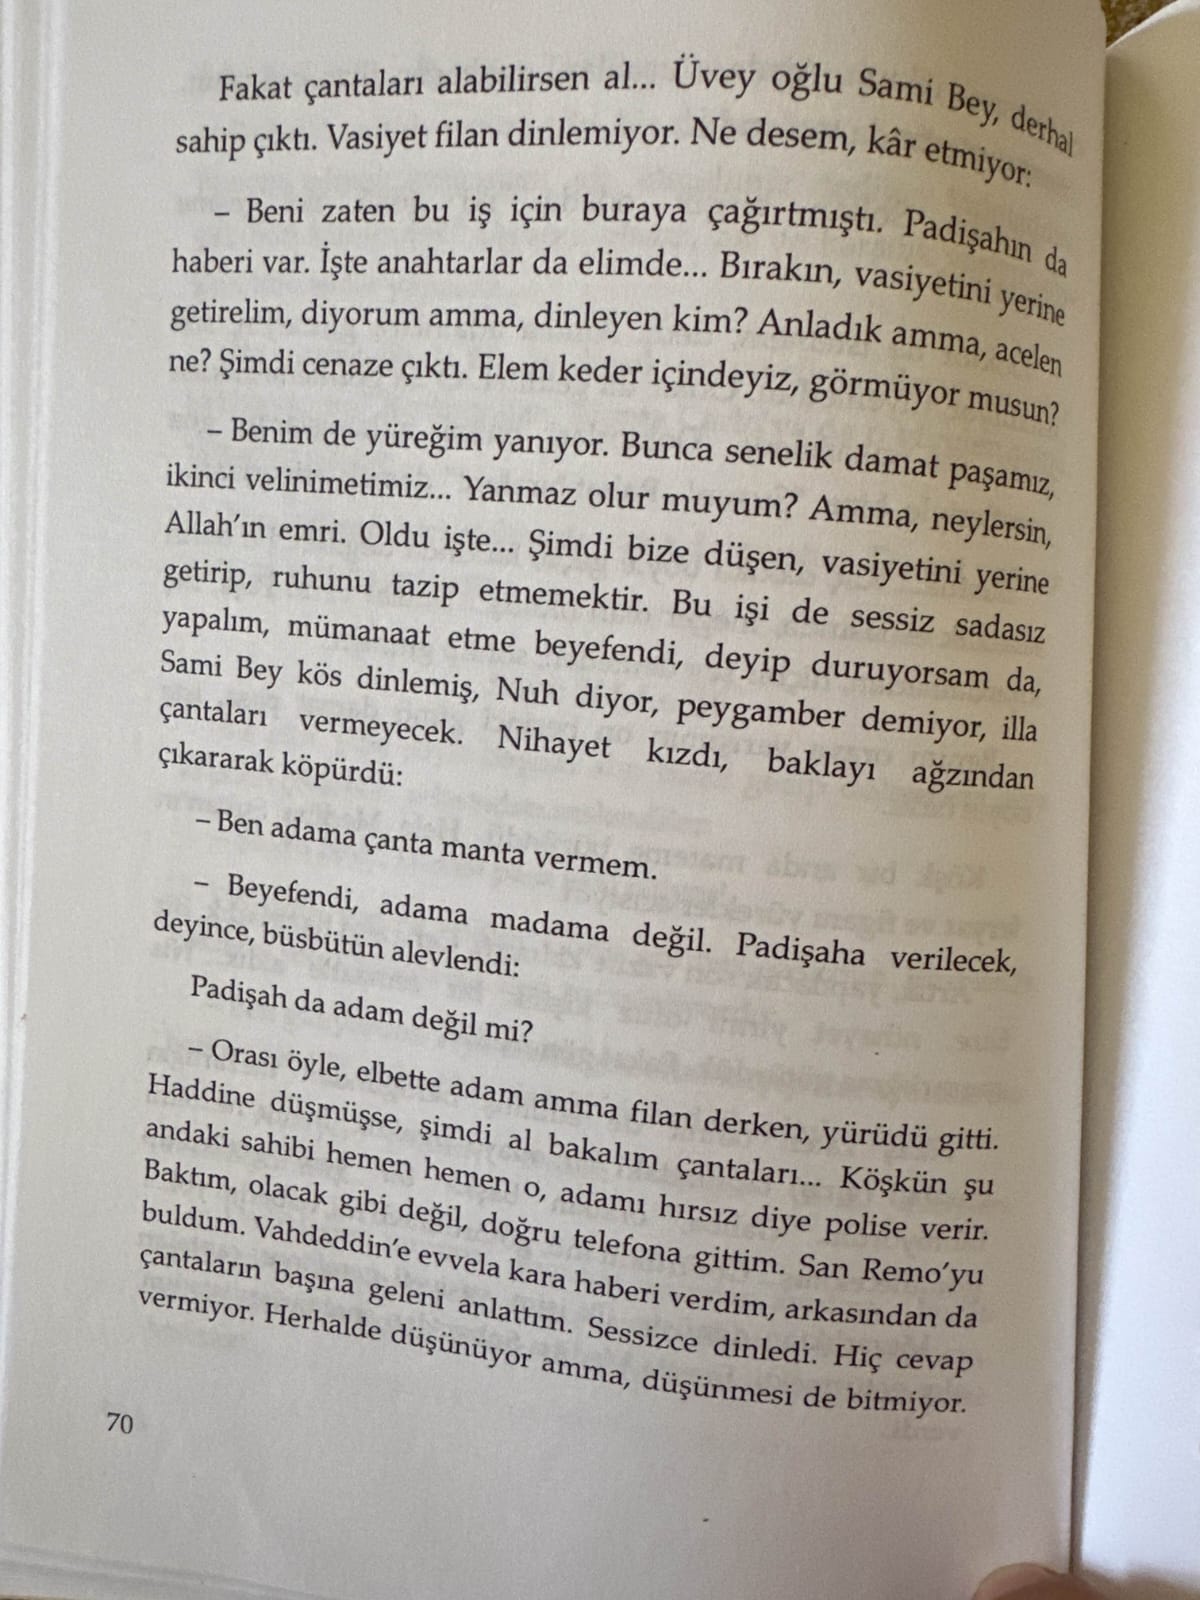 Fakat çantaları alabilirsen al... Üvey oğlu Sami Bey, derhal
sahip çıktı. Vasiyet filan dinlemiyor. Ne desem, kâr etmiyor:
– Beni zaten bu iş için buraya çağırtmıştı. Padişahın da
haberi var. İşte anahtarlar da elimde... Bırakın, vasiyetini yerine
getirelim, diyorum amma, dinleyen kim? Anladık amma, acelen
ne? Şimdi cenaze çıktı. Elem keder içindeyiz, görmüyor musun?
– Benim de yüreğim yanıyor. Bunca senelik damat paşamız,
ikinci velinimetimiz... Yanmaz olur muyum? Amma, neylersin,
Allah'ın emri. Oldu işte... Şimdi bize düşen, vasiyetini yerine
getirip, ruhunu tazip etmemektir. Bu işi de sessiz sadasız
yapalım, mümanaat etme beyefendi, deyip duruyorsam da,
Sami Bey kös dinlemiş, Nuh diyor, peygamber demiyor, illa
çantaları vermeyecek. Nihayet kızdı, baklayı ağzından
çıkararak köpürdü:
– Ben adama çanta manta vermem.
– Beyefendi, adama madama değil. Padişaha verilecek,
deyince, büsbütün alevlendi:
Padişah da adam değil mi?
– Orası öyle, elbette adam amma filan derken, yürüdü gitti.
Haddine düşmüşse, şimdi al bakalım çantaları... Köşkün şu
andaki sahibi hemen hemen o, adamı hırsız diye polise verir.
Baktım, olacak gibi değil, doğru telefona gittim. San Remo'yu
buldum. Vahdeddin'e evvela kara haberi verdim, arkasından da
çantaların başına geleni anlattım. Sessizce dinledi. Hiç cevap
vermiyor. Herhalde düşünüyor amma, düşünmesi de bitmiyor.
70